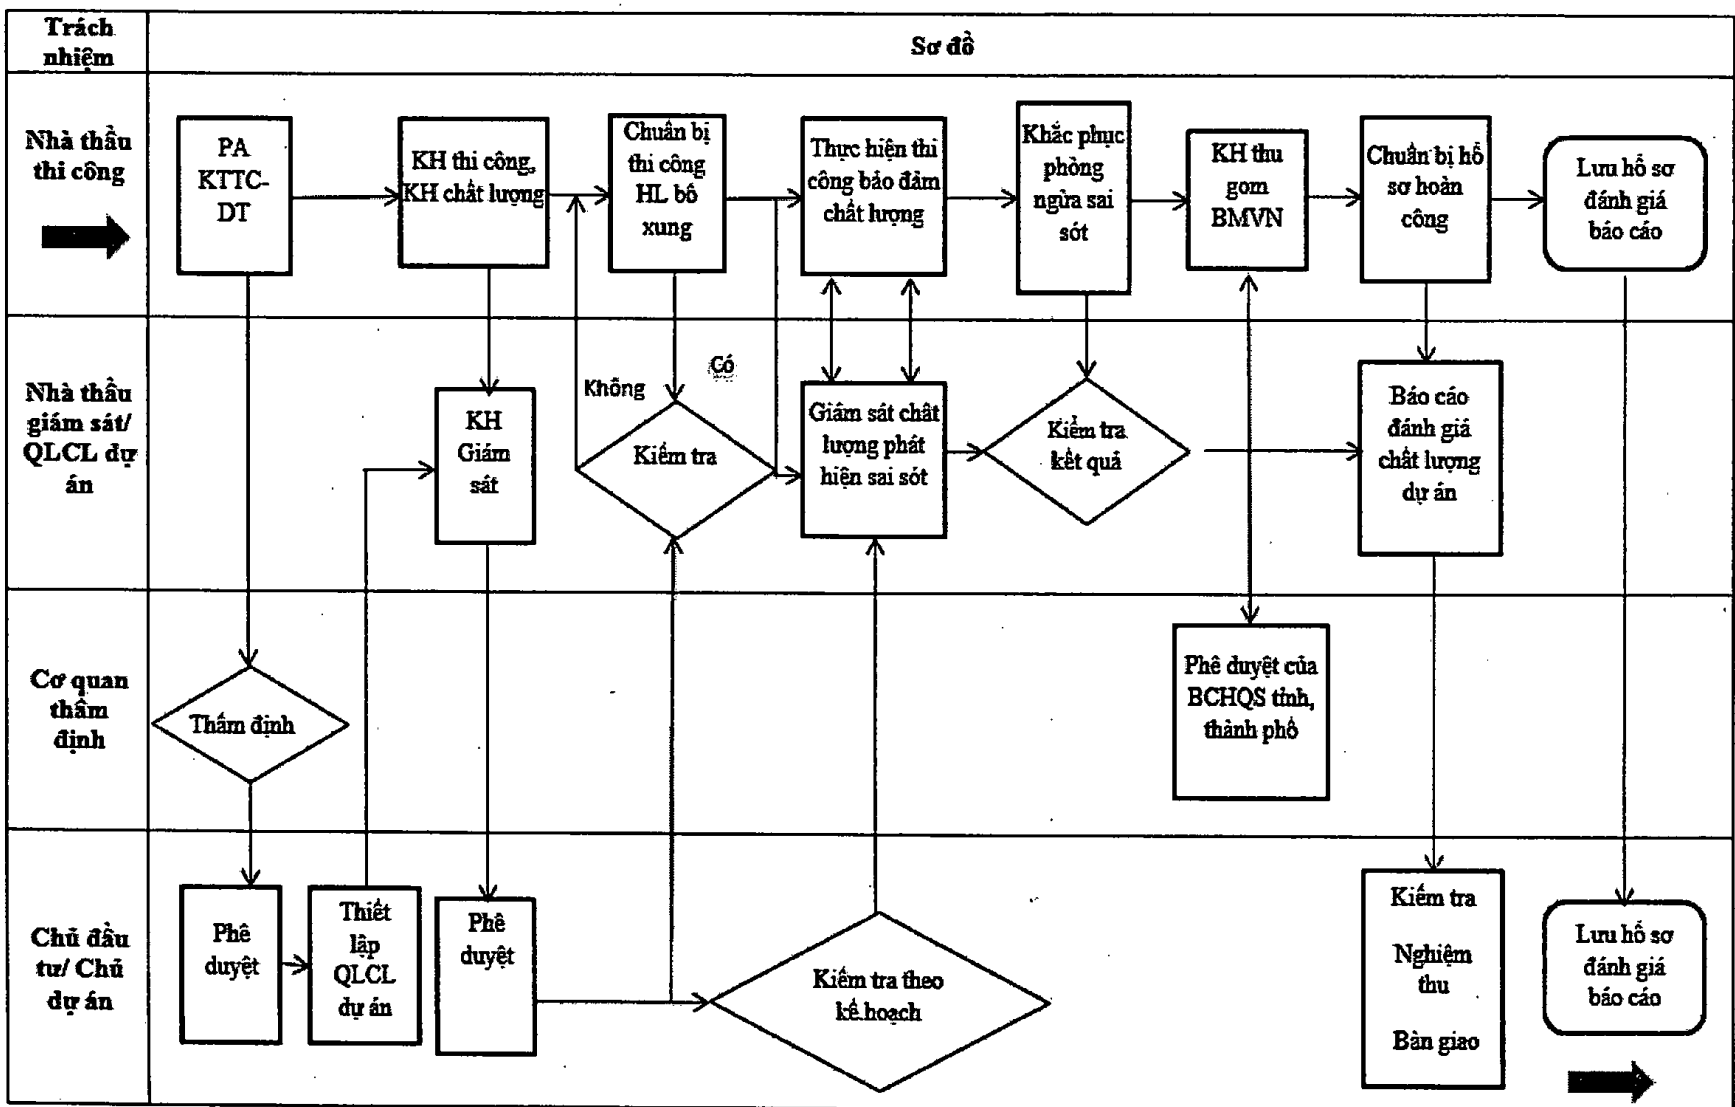 Trách
nhiệm
Sơ đồ
Nhà thầu
thi công
PA
KTTC-
DT
KH thi công,
KH chất lượng
Chuẩn bị
thi công
HL bổ
xung
Thực hiện thi
công bảo đảm
chất lượng
Khắc phục
phòng
ngừa sai
sót
KH thu
gom
BMVN
Chuẩn bị hồ
sơ hoàn
công
Lưu hồ sơ
đánh giá
báo cáo
Nhà thầu
giám sát/
QLCL dự
án
KH
Giám
sát
Không
Có
Kiểm tra
Giám sát chất
lượng phát
hiện sai sót
Kiểm tra
kết quả
Báo cáo
đánh giá
chất lượng
dự án
Cơ quan
thẩm
định
Thẩm định
Phê duyệt của
BCHQS tỉnh,
thành phố
Chủ đầu
tư/ Chủ
dự án
Phê
duyệt
Thiết
lập
QLCL
dự án
Phê
duyệt
Kiểm tra theo
kế hoạch
Kiểm tra
Nghiệm
thu
Bàn giao
Lưu hồ sơ
đánh giá
báo cáo